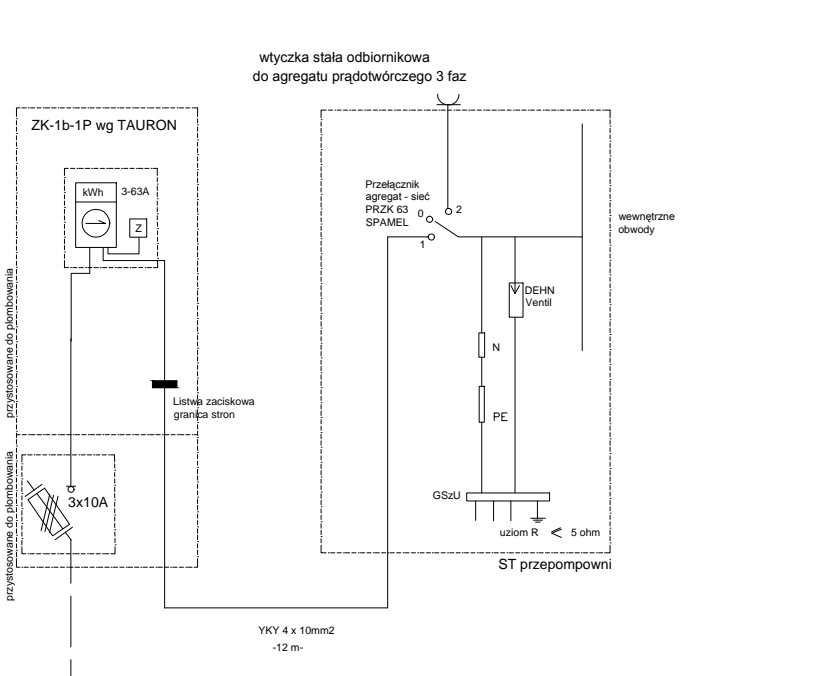 wtyczka stała odbiornikowa
do agregatu prądotwórczego 3 faz
ZK-1b-1P wg TAURON
kWh
3-63A
Z
Przełącznik
agregat - sieć
PRZK 63
SPAMEL
0
2
1
wewnętrzne
obwody
DEHN
Ventil
N
PE
przystosowane do plombowania
Listwa zaciskowa
granica stron
3x10A
przystosowane do plombowania
GSzU
uziom R < 5 ohm
ST przepompowni
YKY 4 x 10mm2
-12 m-